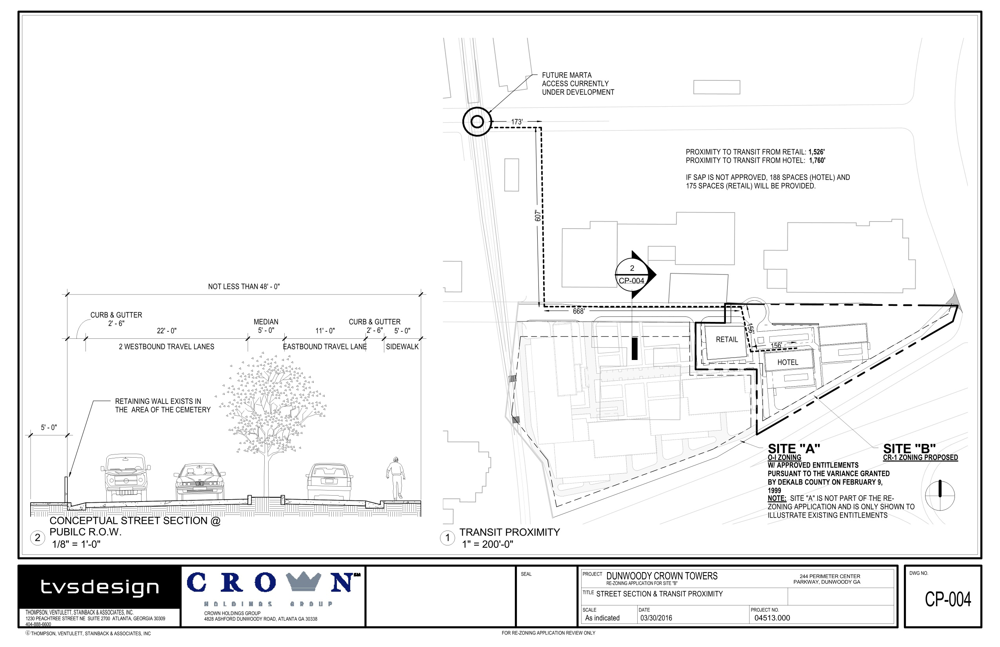 FUTURE MARTA
ACCESS CURRENTLY
UNDER DEVELOPMENT
173'
607'
PROXIMITY TO TRANSIT FROM RETAIL: 1,526'
PROXIMITY TO TRANSIT FROM HOTEL: 1,760'
IF SAP IS NOT APPROVED, 188 SPACES (HOTEL) AND
175 SPACES (RETAIL) WILL BE PROVIDED.
2
CP-004
668'
156'
156'
RETAIL
HOTEL
SITE "A"
O-I ZONING
W/ APPROVED ENTITLEMENTS
PURSUANT TO THE VARIANCE GRANTED
BY DEKALB COUNTY ON FEBRUARY 9,
1999
NOTE: SITE "A" IS NOT PART OF THE RE-
ZONING APPLICATION AND IS ONLY SHOWN TO
ILLUSTRATE EXISTING ENTITLEMENTS
SITE "B"
CR-1 ZONING PROPOSED
1
TRANSIT PROXIMITY
1" = 200'-0"
NOT LESS THAN 48' - 0"
CURB & GUTTER
2' - 6"
22' - 0"
MEDIAN
5' - 0"
11' - 0"
CURB & GUTTER
2' - 6"
5' - 0"
2 WESTBOUND TRAVEL LANES
EASTBOUND TRAVEL LANE
SIDEWALK
RETAINING WALL EXISTS IN
THE AREA OF THE CEMETERY
5' - 0"
CONCEPTUAL STREET SECTION @
PUBILC R.O.W.
2
1/8" = 1'-0"
tvsdesign
THOMPSON, VENTULETT, STAINBACK & ASSOCIATES, INC.
1230 PEACHTREE STREET NE SUITE 2700 ATLANTA, GEORGIA 30309
404-888-6600
CROWN SM
HOLDINGS GROUP
CROWN HOLDINGS GROUP
4828 ASHFORD DUNWOODY ROAD, ATLANTA GA 30338
SEAL
PROJECT DUNWOODY CROWN TOWERS
RE-ZONING APPLICATION FOR SITE "B"
244 PERIMETER CENTER
PARKWAY, DUNWOODY GA
TITLE STREET SECTION & TRANSIT PROXIMITY
SCALE
As indicated
DATE
03/30/2016
PROJECT NO.
04513.000
DWG NO.
CP-004
© THOMPSON, VENTULETT, STAINBACK & ASSOCIATES, INC
FOR RE-ZONING APPLICATION REVIEW ONLY